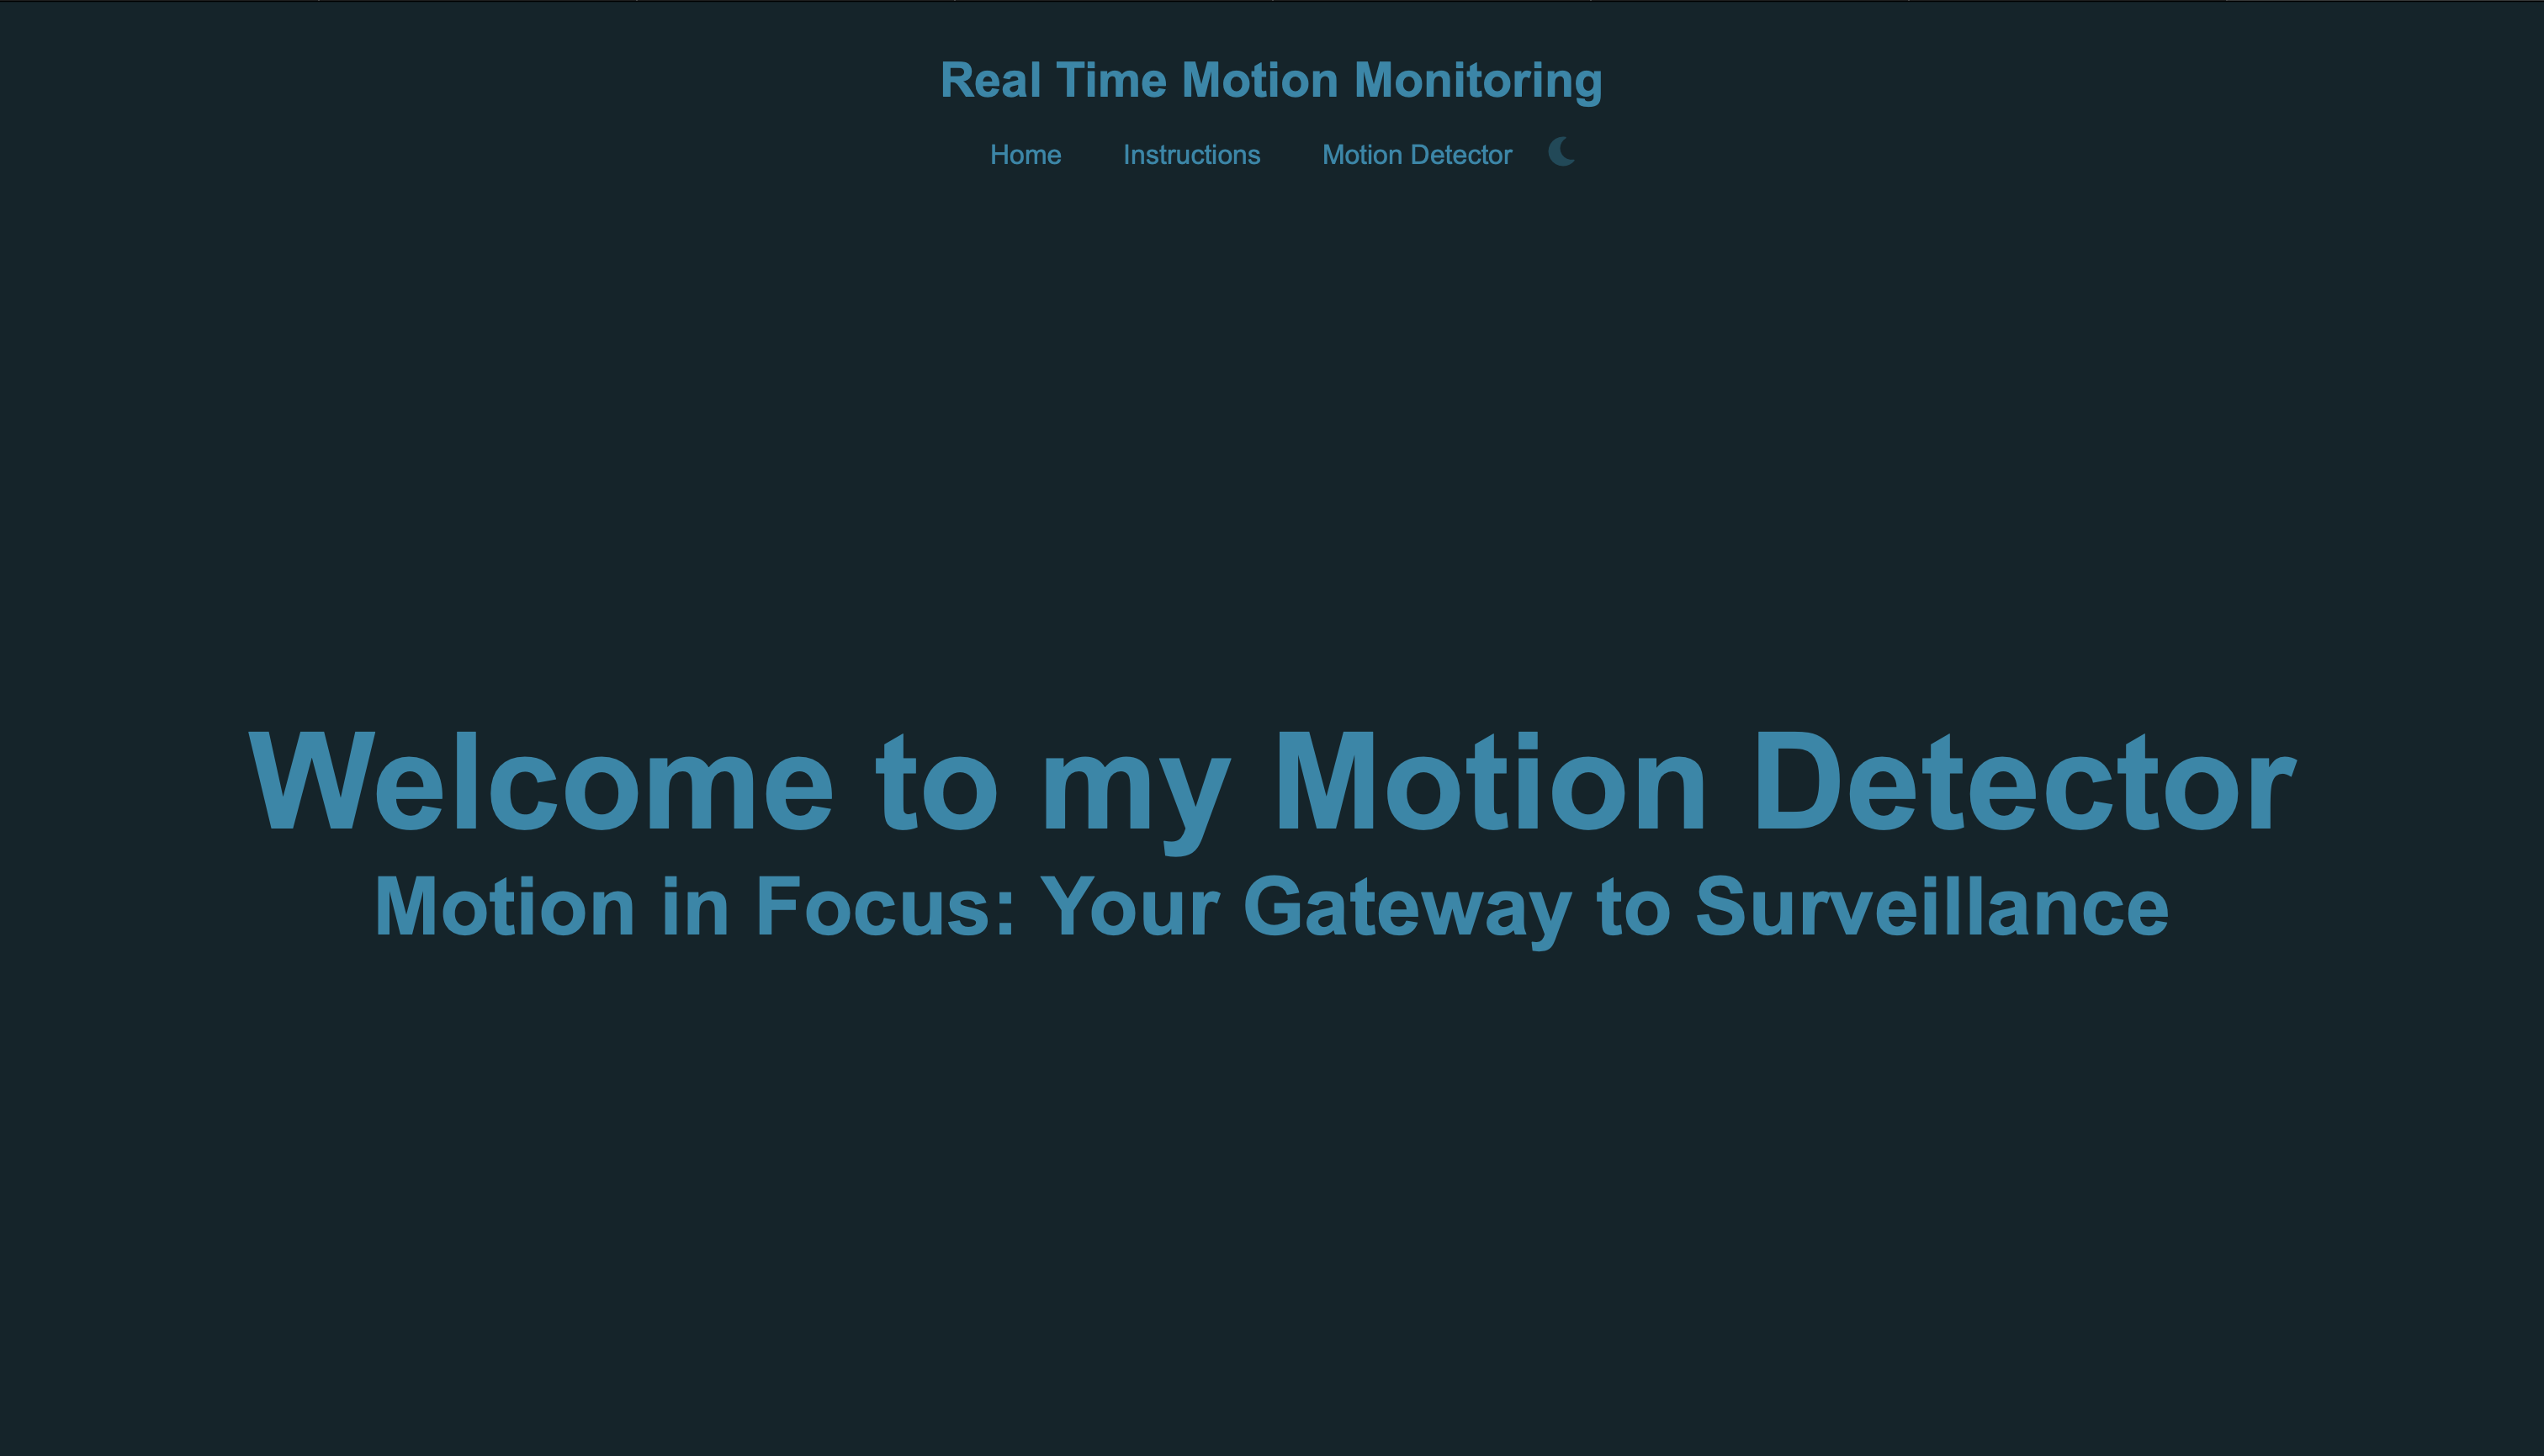 Real Time Motion Monitoring
Home Instructions Motion Detector
Welcome to my Motion Detector
Motion in Focus: Your Gateway to Surveillance